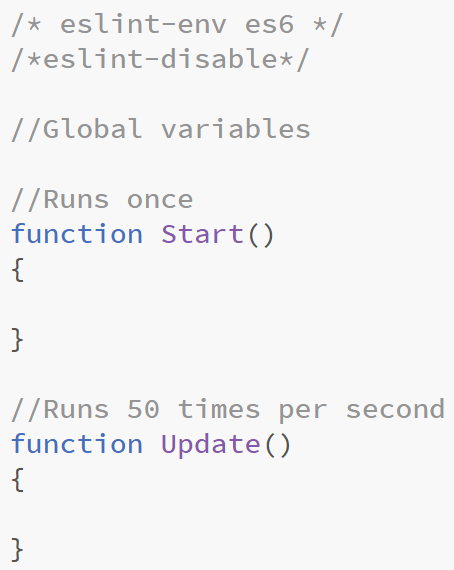 /* eslint-env es6 */
/*eslint-disable*/
//Global variables
//Runs once
function Start()
{
}
//Runs 50 times per second
function Update()
{
}